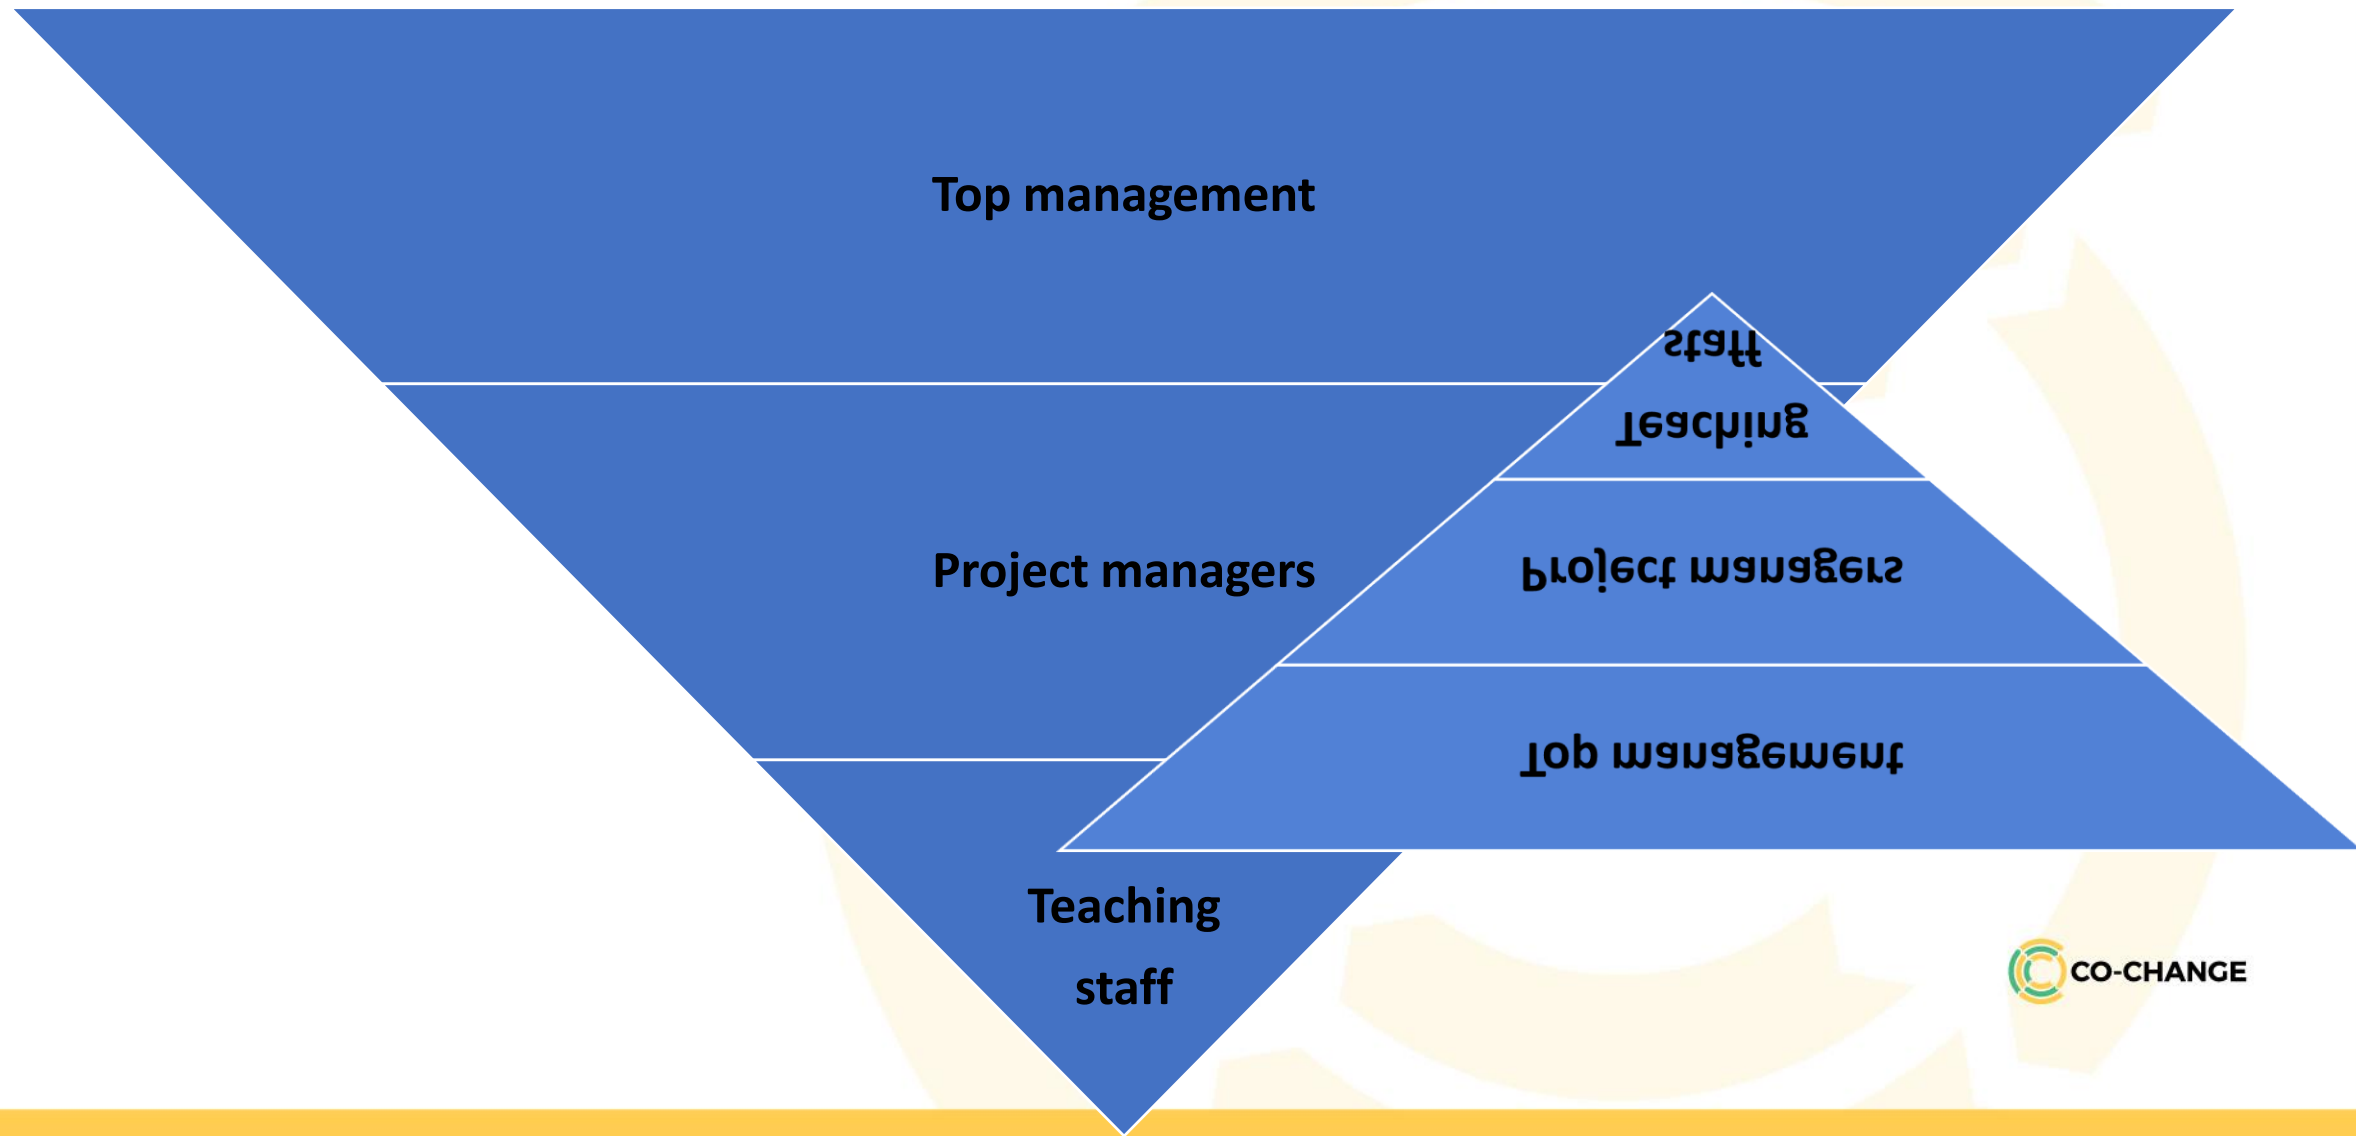 Top management
Project managers
Teaching
staff
staff
Teaching
Project managers
Top management
CO-CHANGE